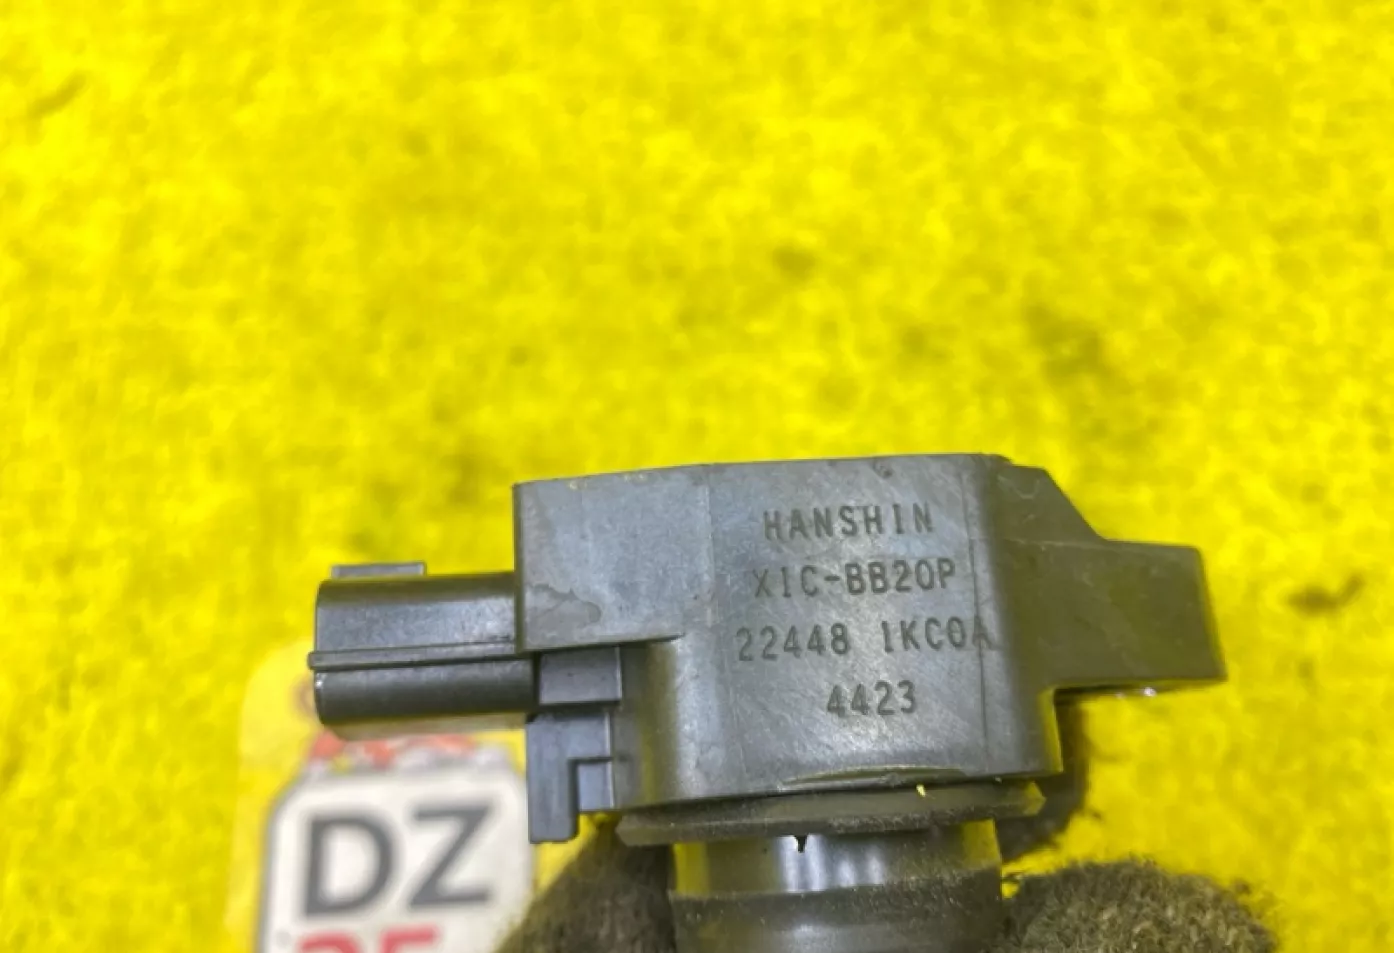 HANSHIN
XIC-BB20P
22448 1KC0A
4423
DZ